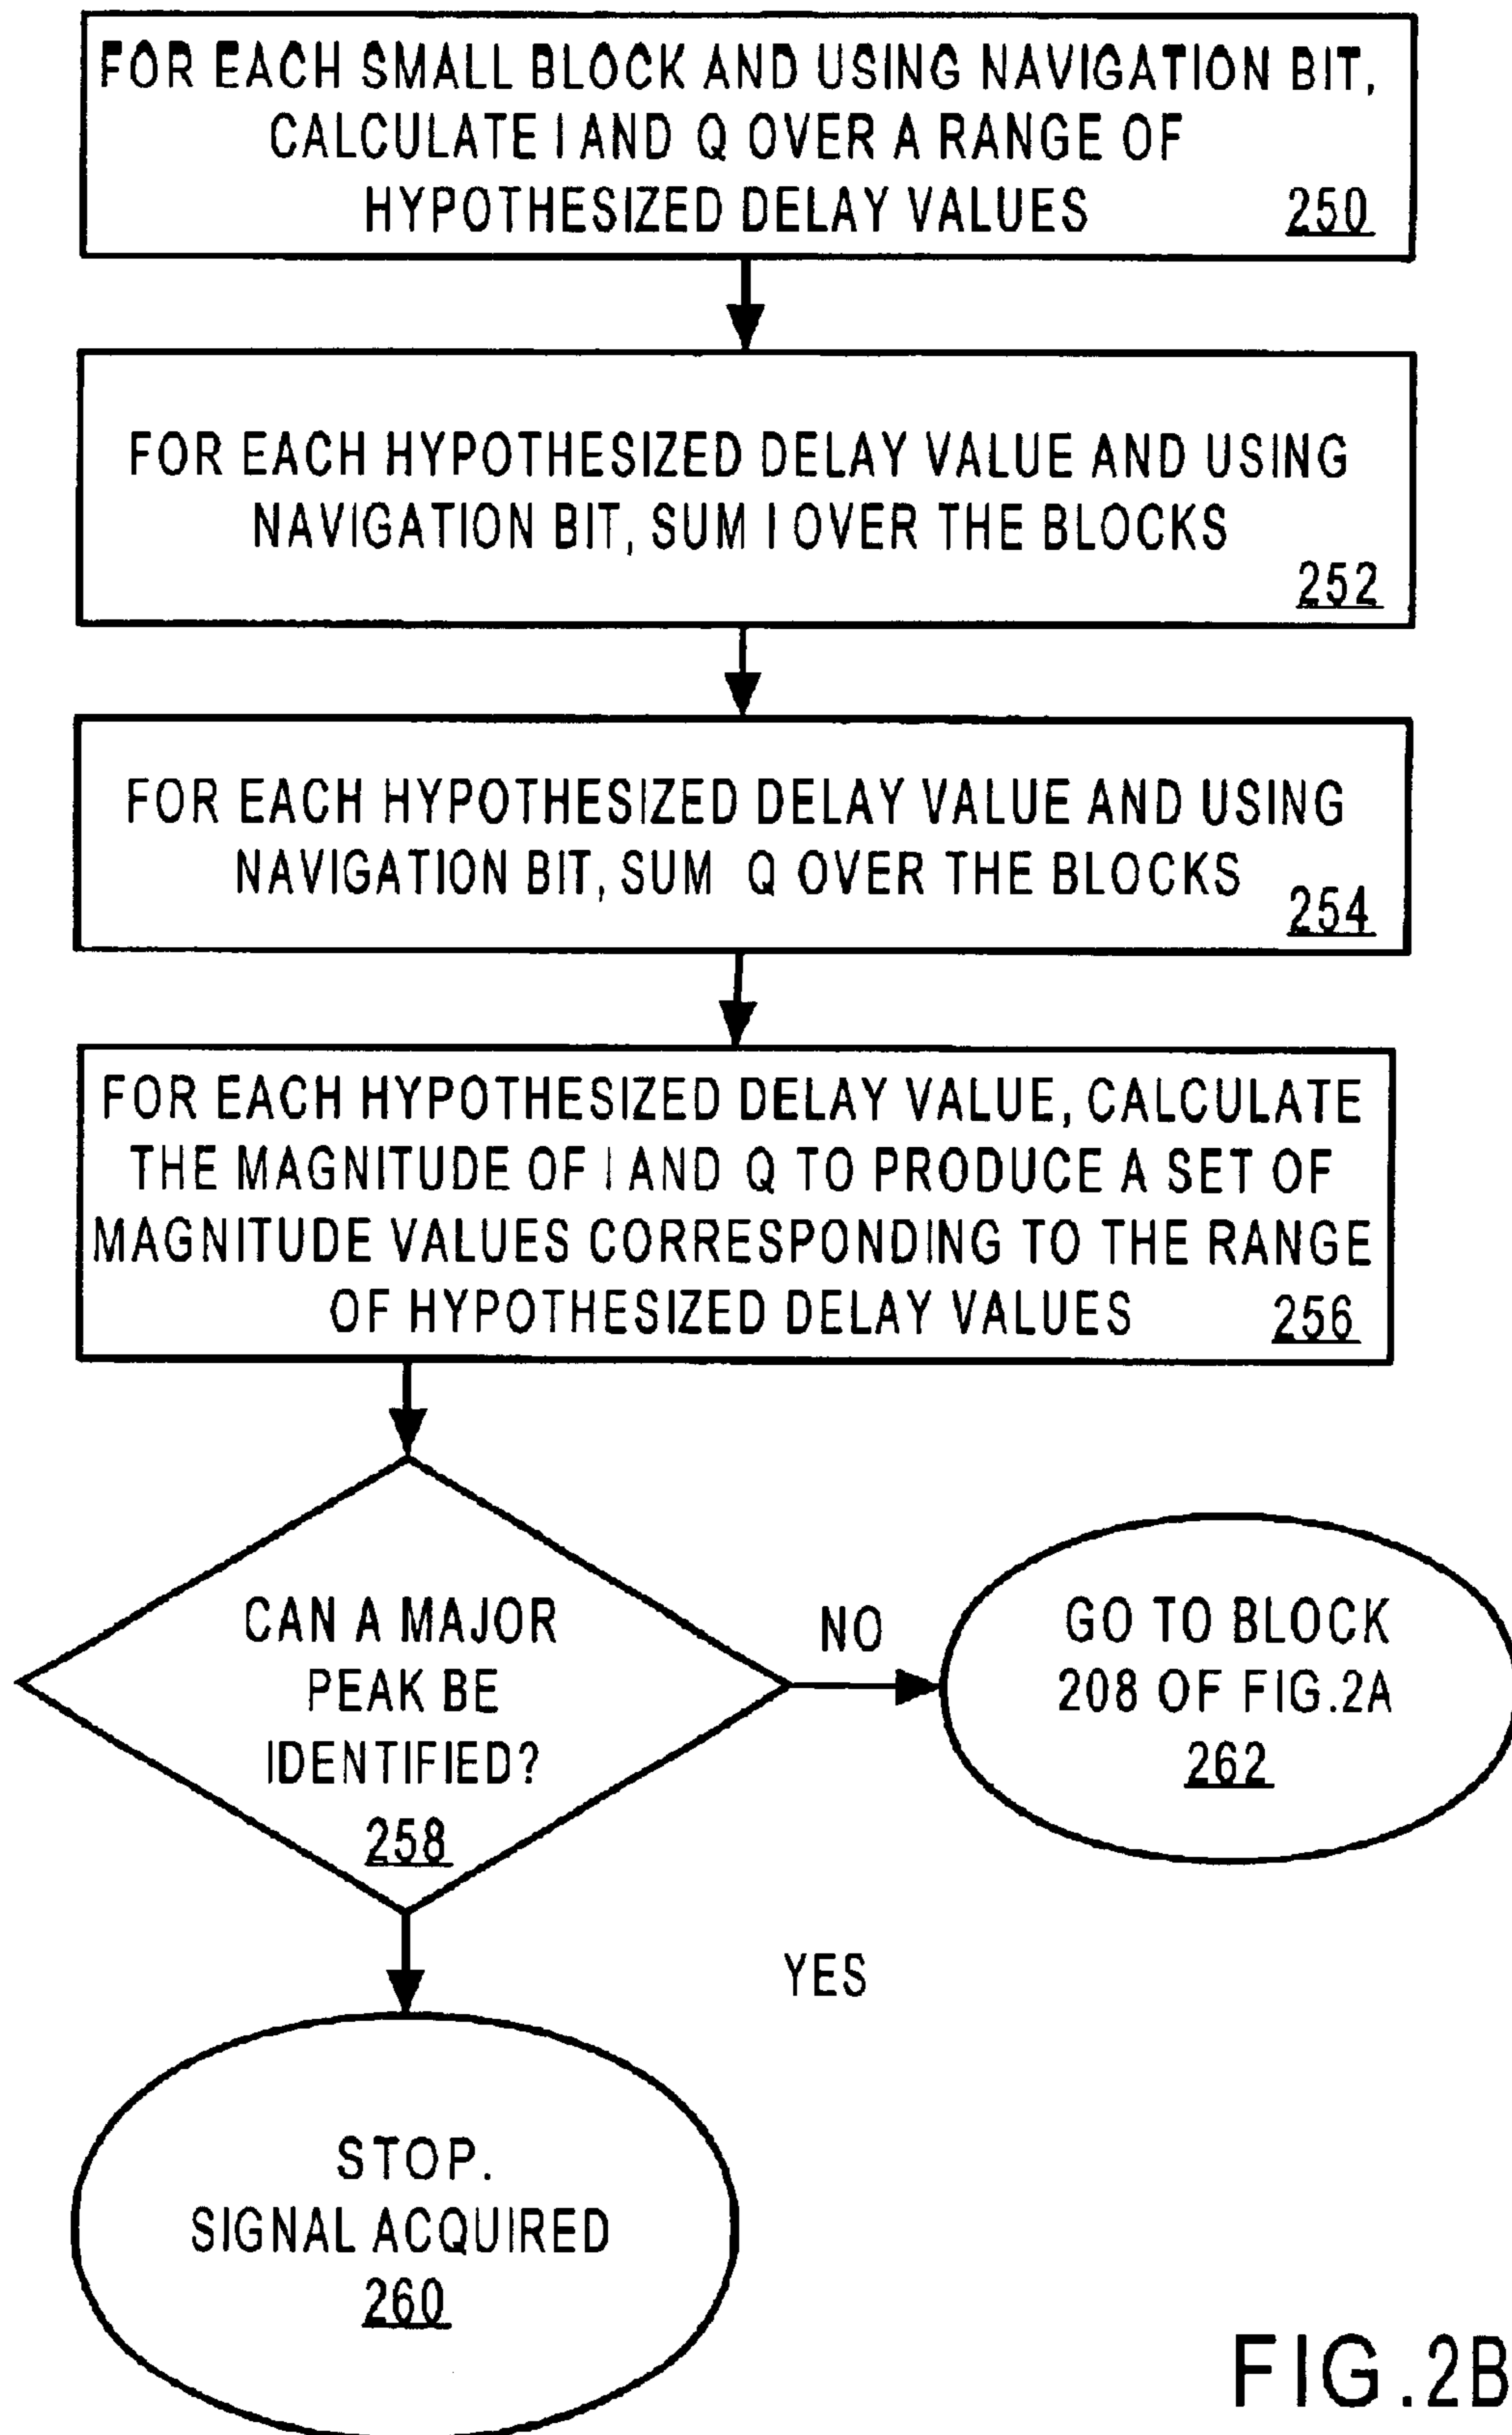 FOR EACH SMALL BLOCK AND USING NAVIGATION BIT,
CALCULATE I AND Q OVER A RANGE OF
HYPOTHESIZED DELAY VALUES 250
FOR EACH HYPOTHESIZED DELAY VALUE AND USING
NAVIGATION BIT, SUM I OVER THE BLOCKS
252
FOR EACH HYPOTHESIZED DELAY VALUE AND USING
NAVIGATION BIT, SUM Q OVER THE BLOCKS
254
FOR EACH HYPOTHESIZED DELAY VALUE, CALCULATE
THE MAGNITUDE OF I AND Q TO PRODUCE A SET OF
MAGNITUDE VALUES CORRESPONDING TO THE RANGE
OF HYPOTHESIZED DELAY VALUES 256
CAN A MAJOR
PEAK BE
IDENTIFIED?
258
NO
GO TO BLOCK
208 OF FIG.2A
262
YES
STOP.
SIGNAL ACQUIRED
260
FIG.2B